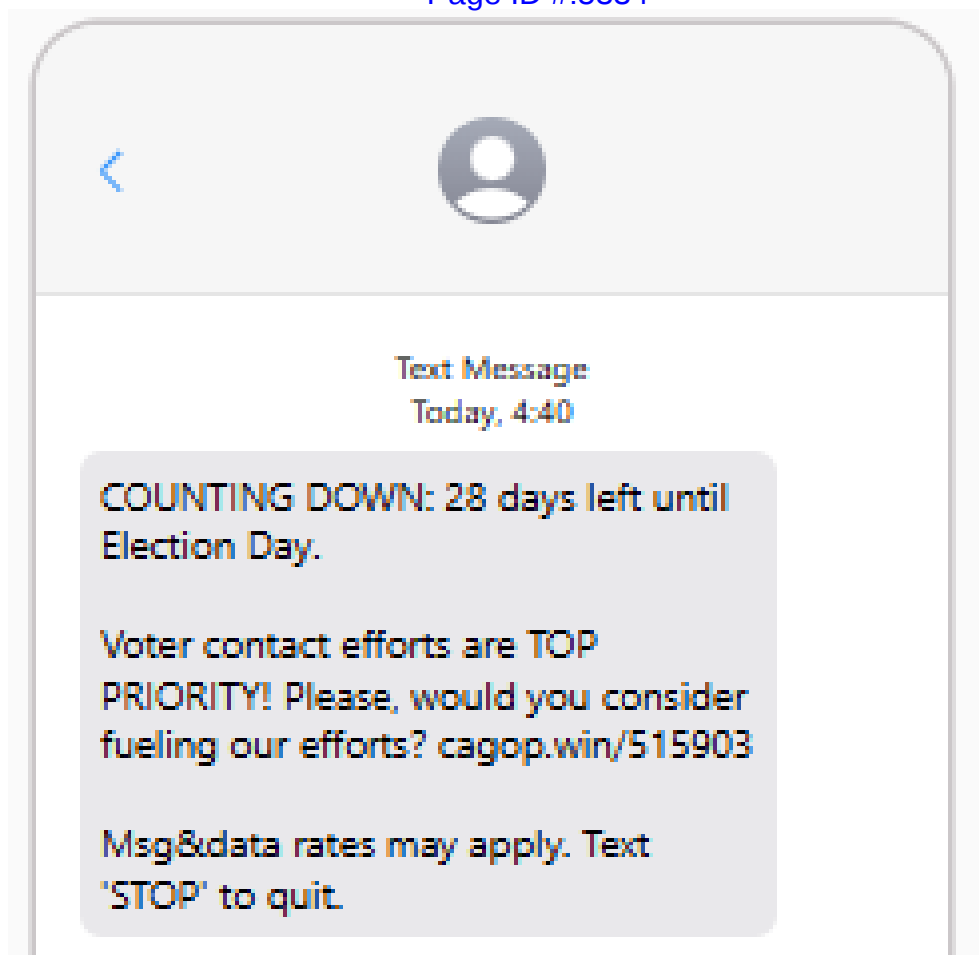 Page ID #:
Text Message
Today, 4:40
COUNTING DOWN: 28 days left until
Election Day.
Voter contact efforts are TOP
PRIORITY! Please, would you consider
fueling our efforts? cagop.win/515903
Msg&data rates may apply. Text
'STOP' to quit.